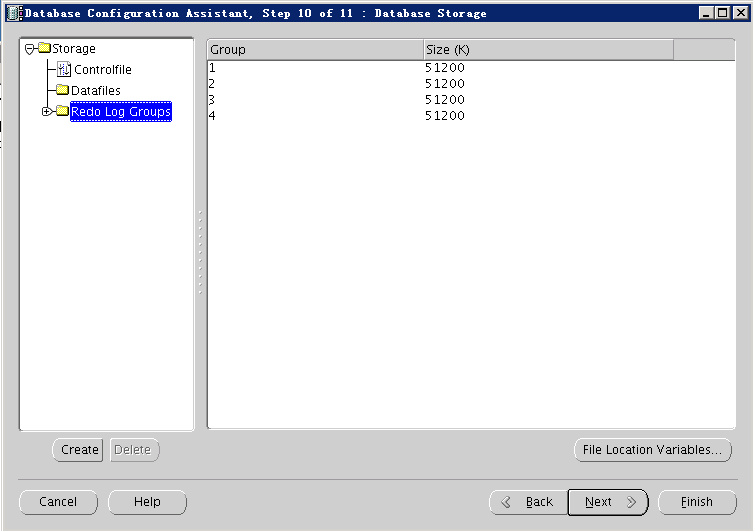 Database Configuration Assistant, Step 10 of 11 : Database Storage
Storage
Controlfile
Datafiles
Redo Log Groups
Group Size (K)
1 51200
2 51200
3 51200
4 51200
Create Delete File Location Variables...
Cancel Help Back Next Finish